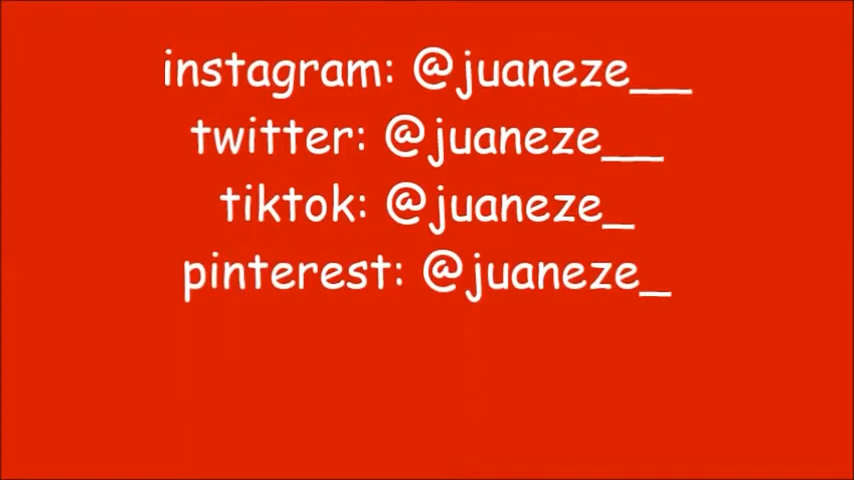 instagram: @juaneze__
twitter: @juaneze__
tiktok: @juaneze_
pinterest: @juaneze_